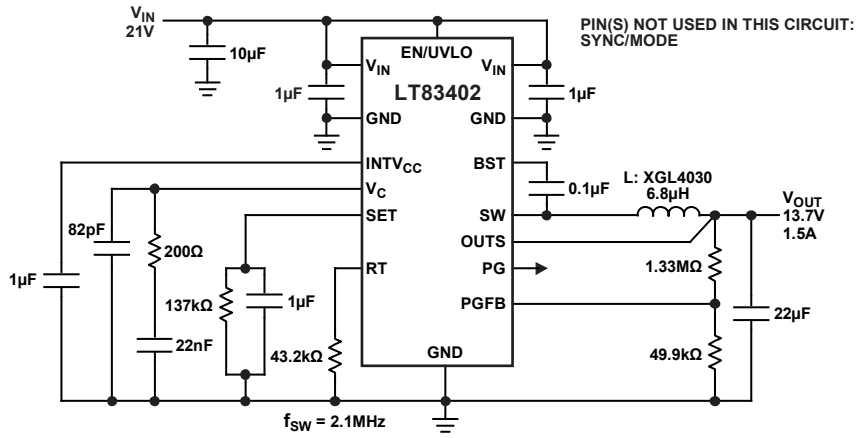 VIN
21V
10µF
EN/UVLO
PIN(S) NOT USED IN THIS CIRCUIT:
SYNC/MODE
VIN
VIN
LT83402
1µF
1µF
GND
GND
INTVCC
BST
VC
0.1µF
L: XGL4030
6.8µH
SET
SW
VOUT
13.7V
1.5A
82pF
200Ω
OUTS
1µF
137kΩ
1µF
RT
PG
1.33MΩ
PGFB
22µF
22nF
43.2kΩ
GND
49.9kΩ
fSW = 2.1MHz